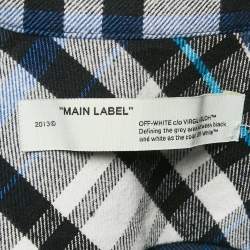 "MAIN LABEL"
2013©
OFF-WHITE c/o VIRGIL ABLOH™
Defining the grey area between black
and white as the color Off-White™